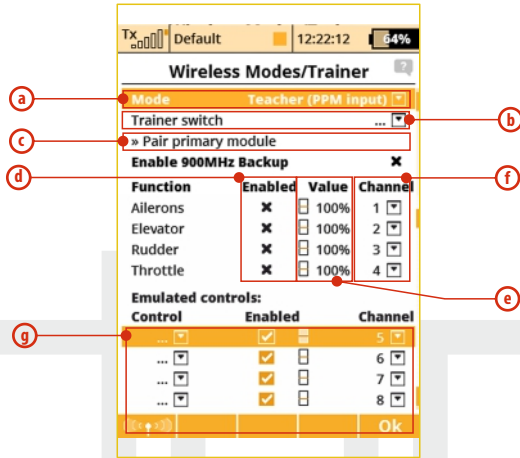 Tx Default 12:22:12 64%
Wireless Modes/Trainer ?
a Mode Teacher (PPM input)
Trainer switch ... b
c » Pair primary module
Enable 900MHz Backup ✖
d f
Function Enabled Value Channel
Ailerons ✖ 100% 1
Elevator ✖ 100% 2
Rudder ✖ 100% 3
Throttle ✖ 100% 4
e
Emulated controls:
Control Enabled Channel
g ... 5
... 6
... 7
... 8
Ok